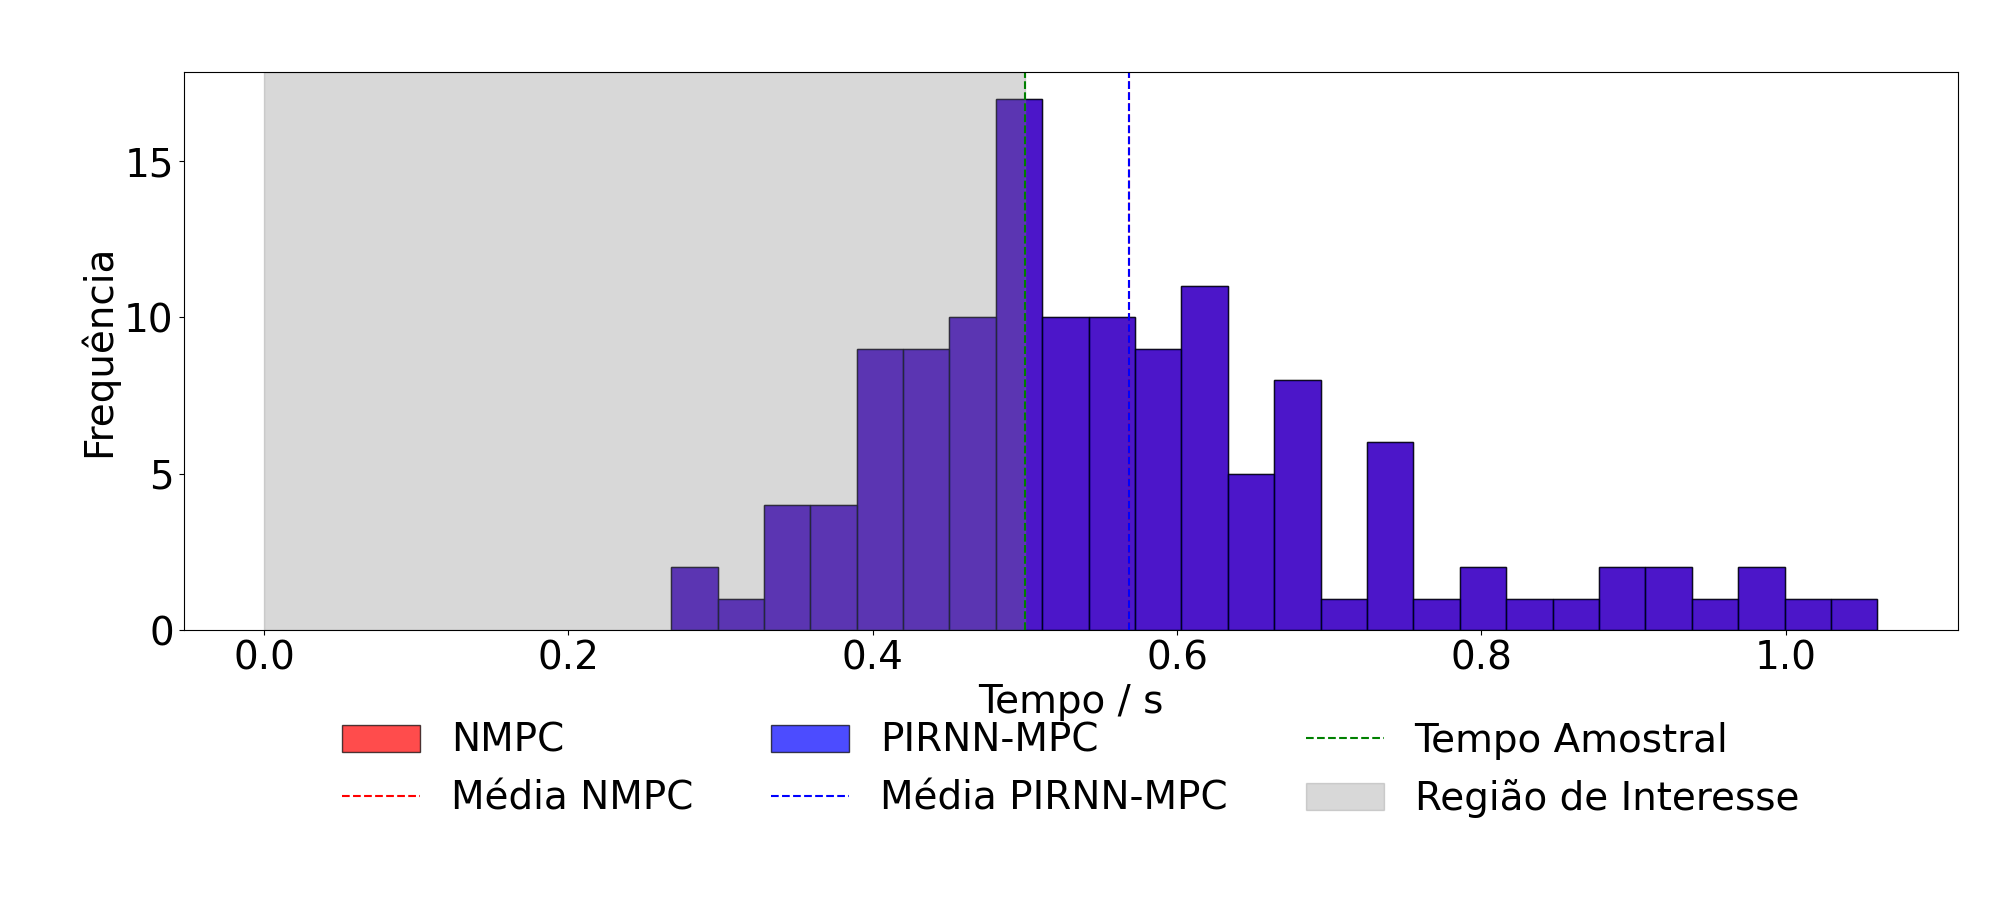 Frequência
15
10
5
0
0.0 0.2 0.4 0.6 0.8 1.0
Tempo / s
NMPC PIRNN-MPC Tempo Amostral
Média NMPC Média PIRNN-MPC Região de Interesse